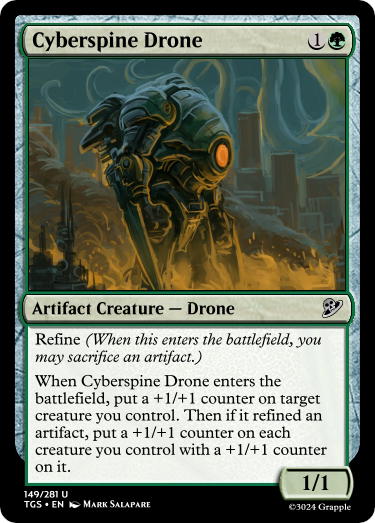 Cyberspine Drone 1
Artifact Creature — Drone
Refine (When this enters the battlefield, you
may sacrifice an artifact.)
When Cyberspine Drone enters the
battlefield, put a +1/+1 counter on target
creature you control. Then if it refined an
artifact, put a +1/+1 counter on each
creature you control with a +1/+1 counter
on it.
1/1
149/281 U
TGS • EN Mark Salapare
©3024 Grapple